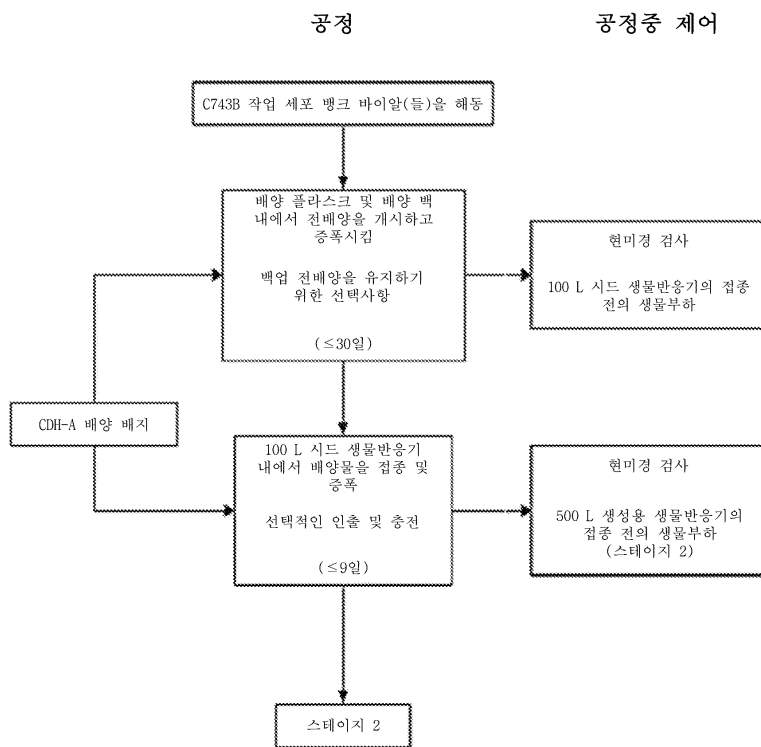 공정
공정중 제어
C743B 작업 세포 뱅크 바이알(들)을 해동
배양 플라스크 및 배양 백
내에서 전배양을 개시하고
증폭시킴
백업 전배양을 유지하기
위한 선택사항
(≤30일)
현미경 검사
100 L 시드 생물반응기의 접종
전의 생물부하
CDH-A 배양 배지
100 L 시드 생물반응기
내에서 배양물을 접종 및
증폭
선택적인 인출 및 충전
(≤9일)
현미경 검사
500 L 생성용 생물반응기의
접종 전의 생물부하
(스테이지 2)
스테이지 2